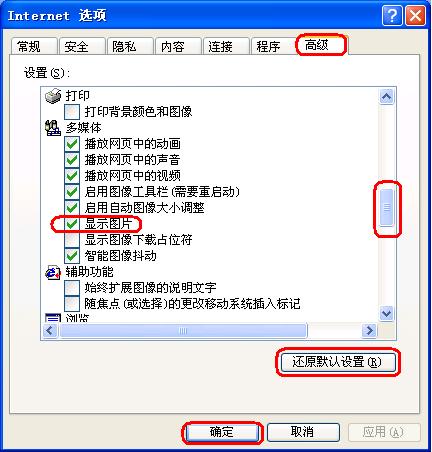 Internet 选项
常规 安全 隐私 内容 连接 程序 高级
设置(S):
打印
打印背景颜色和图像
多媒体
播放网页中的动画
播放网页中的声音
播放网页中的视频
启用图像工具栏(需要重启动)
启用自动图像大小调整
显示图片
显示图像下载占位符
智能图像抖动
辅助功能
始终扩展图像的说明文字
随焦点(或选择)的更改移动系统插入标记
浏览
还原默认设置(R)
确定 取消 应用(A)